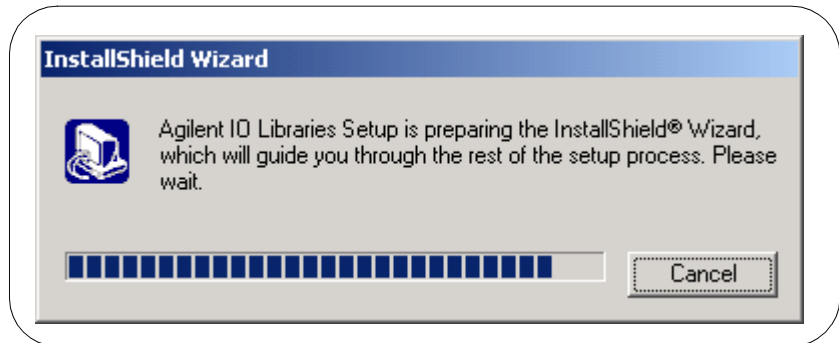 InstallShield Wizard
Agilent IO Libraries Setup is preparing the InstallShield® Wizard,
which will guide you through the rest of the setup process. Please
wait.
Cancel